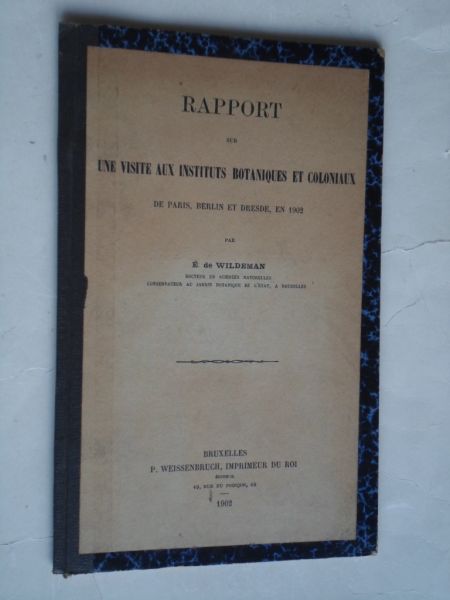 RAPPORT
SUR
UNE VISITE AUX INSTITUTS BOTANIQUES ET COLONIAUX
DE PARIS, BERLIN ET DRESDE, EN 1902
PAR
É de WILDEMAN
DOCTEUR EN SCIENCES NATURELLES
CONSERVATEUR AU JARDIN BOTANIQUE DE L'ÉTAT, A BRUXELLES
BRUXELLES
P. WEISSENBRUCH, IMPRIMEUR DU ROI
ÉDITEUR
49, RUE DU POINÇON, 49
1902